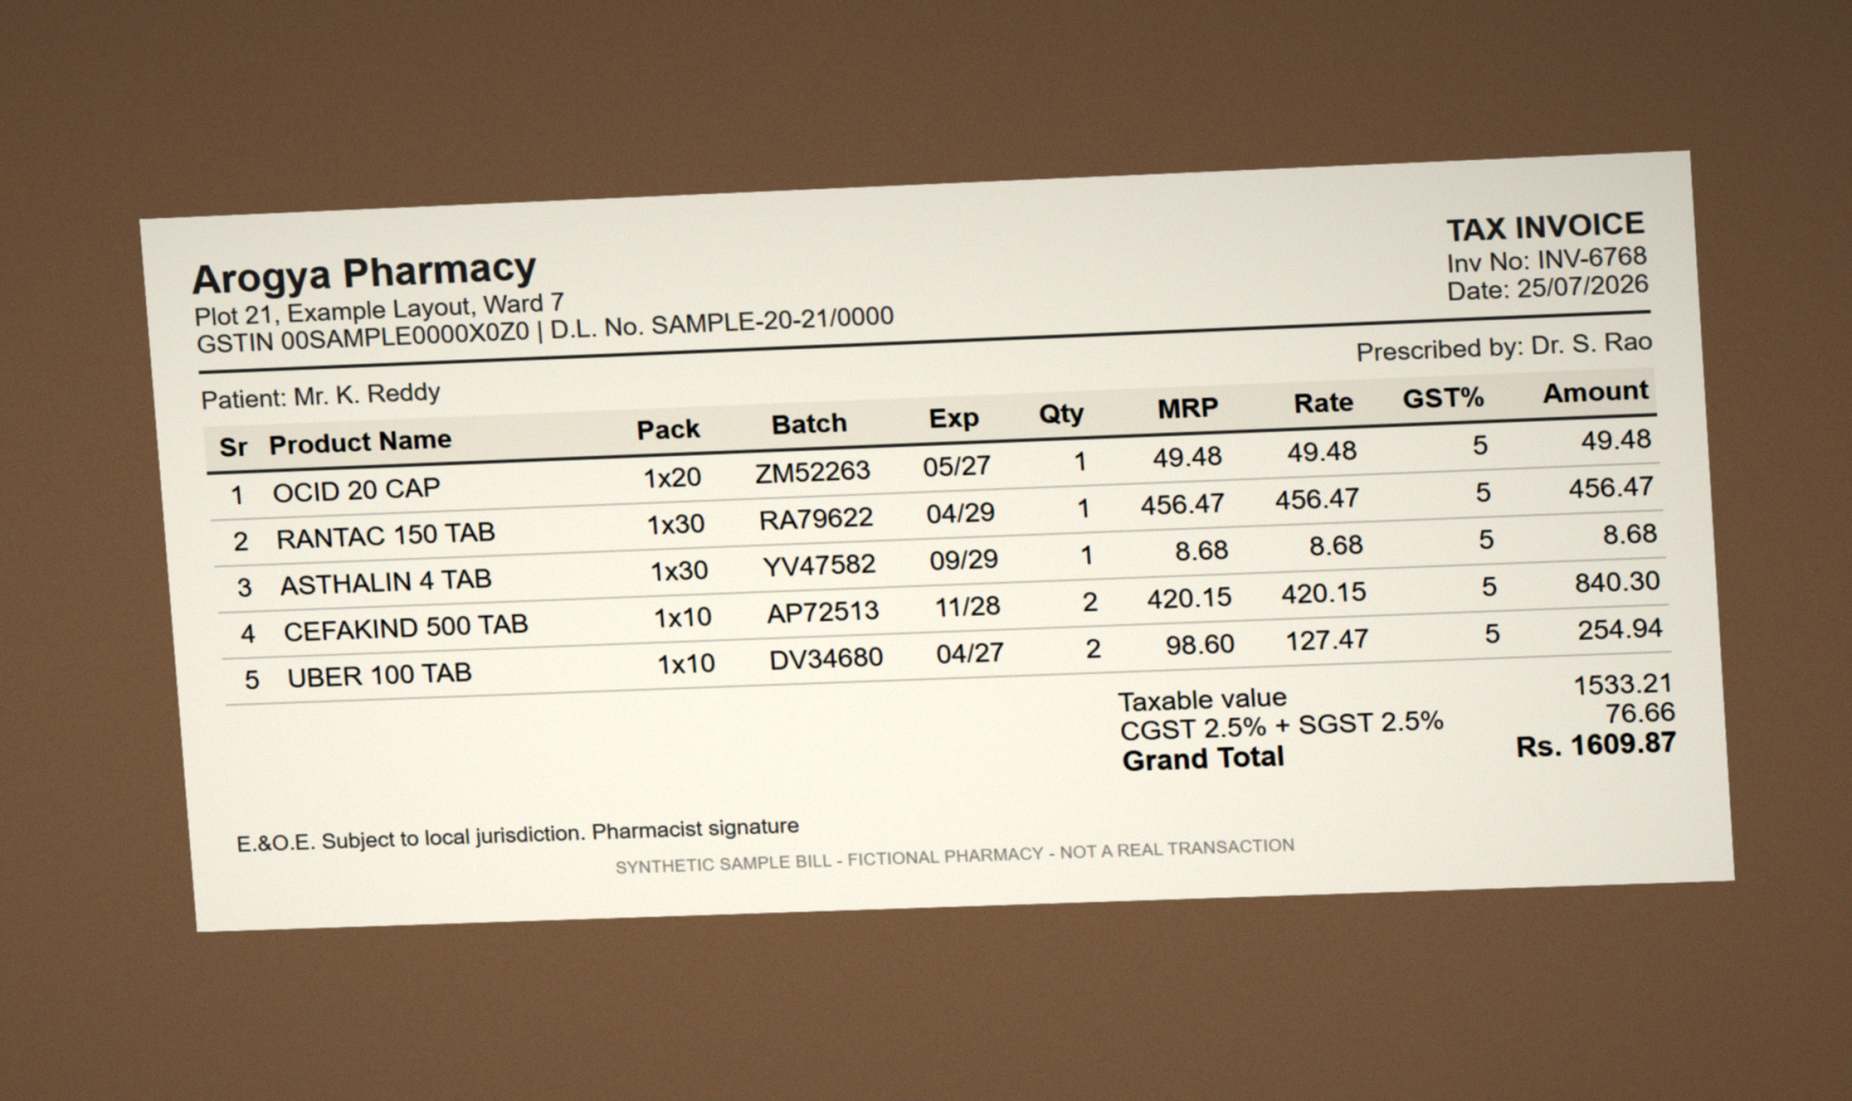 Arogya Pharmacy
Plot 21, Example Layout, Ward 7
GSTIN 00SAMPLE0000X0Z0 | D.L. No. SAMPLE-20-21/0000
TAX INVOICE
Inv No: INV-6768
Date: 25/07/2026
Patient: Mr. K. Reddy
Prescribed by: Dr. S. Rao
Sr Product Name Pack Batch Exp Qty MRP Rate GST% Amount
1 OCID 20 CAP 1x20 ZM52263 05/27 1 49.48 49.48 5 49.48
2 RANTAC 150 TAB 1x30 RA79622 04/29 1 456.47 456.47 5 456.47
3 ASTHALIN 4 TAB 1x30 YV47582 09/29 1 8.68 8.68 5 8.68
4 CEFAKIND 500 TAB 1x10 AP72513 11/28 2 420.15 420.15 5 840.30
5 UBER 100 TAB 1x10 DV34680 04/27 2 98.60 127.47 5 254.94
Taxable value 1533.21
CGST 2.5% + SGST 2.5% 76.66
Grand Total Rs. 1609.87
E.&O.E. Subject to local jurisdiction. Pharmacist signature
SYNTHETIC SAMPLE BILL - FICTIONAL PHARMACY - NOT A REAL TRANSACTION